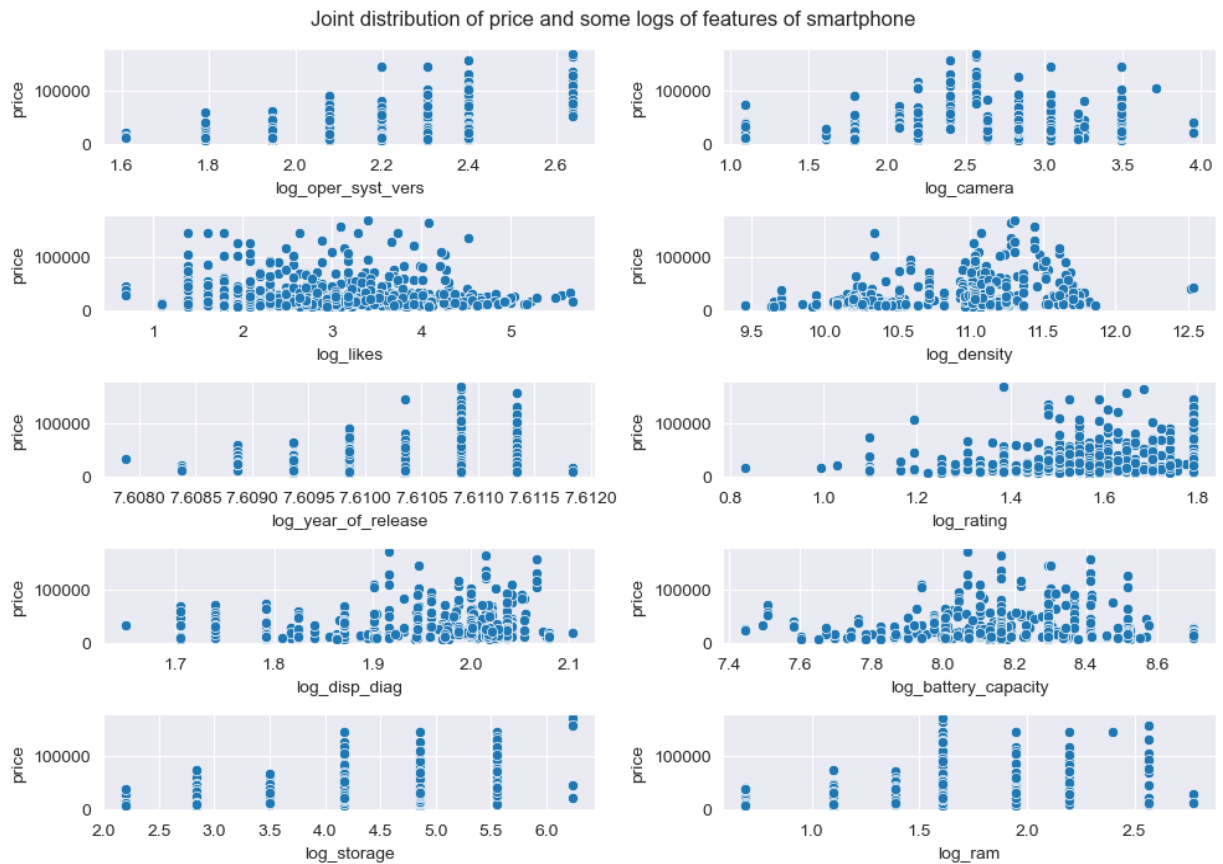 Joint distribution of price and some logs of features of smartphone
price
100000
0
1.6 1.8 2.0 2.2 2.4 2.6
log_oper_syst_vers
price
100000
0
1.0 1.5 2.0 2.5 3.0 3.5 4.0
log_camera
price
100000
0
1 2 3 4 5
log_likes
price
100000
0
9.5 10.0 10.5 11.0 11.5 12.0 12.5
log_density
price
100000
0
7.6080 7.6085 7.6090 7.6095 7.6100 7.6105 7.6110 7.6115 7.6120
log_year_of_release
price
100000
0
0.8 1.0 1.2 1.4 1.6 1.8
log_rating
price
100000
0
1.7 1.8 1.9 2.0 2.1
log_disp_diag
price
100000
0
7.4 7.6 7.8 8.0 8.2 8.4 8.6
log_battery_capacity
price
100000
0
2.0 2.5 3.0 3.5 4.0 4.5 5.0 5.5 6.0
log_storage
price
100000
0
1.0 1.5 2.0 2.5
log_ram